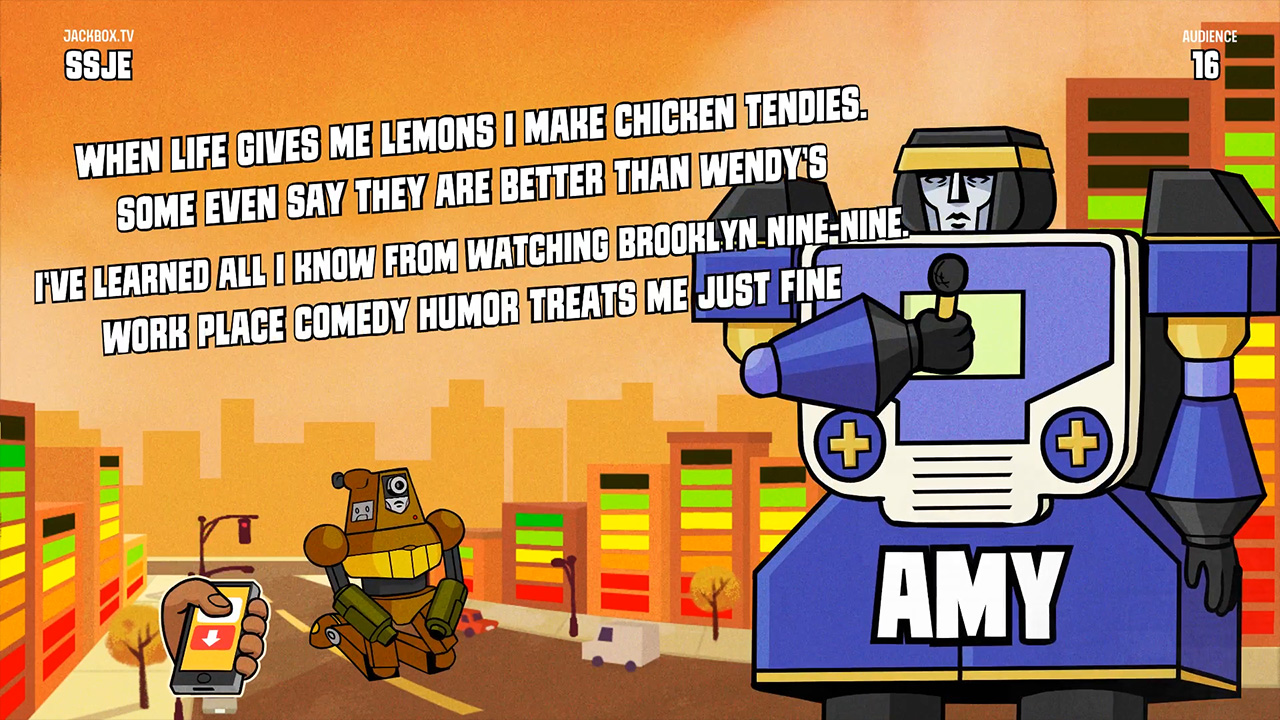 JACKBOX.TV
SSJE
AUDIENCE
16
WHEN LIFE GIVES ME LEMONS I MAKE CHICKEN TENDIES.
SOME EVEN SAY THEY ARE BETTER THAN WENDY'S
I'VE LEARNED ALL I KNOW FROM WATCHING BROOKLYN NINE-NINE.
WORK PLACE COMEDY HUMOR TREATS ME JUST FINE
AMY